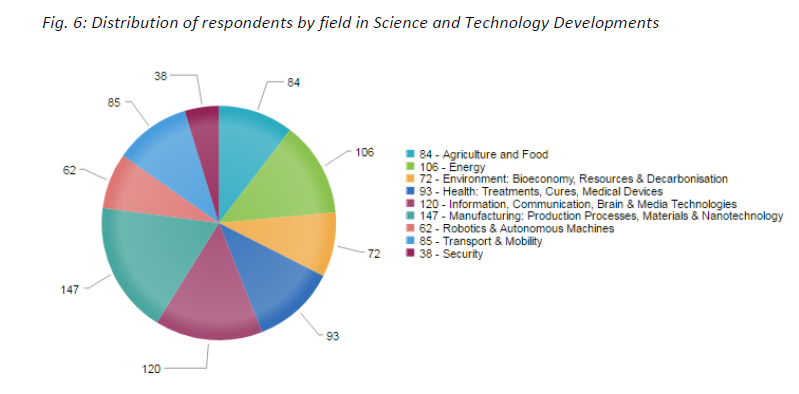 Fig. 6: Distribution of respondents by field in Science and Technology Developments
38
84
85
106
62
72
147
93
120
84 - Agriculture and Food
106 - Energy
72 - Environment: Bioeconomy, Resources & Decarbonisation
93 - Health: Treatments, Cures, Medical Devices
120 - Information, Communication, Brain & Media Technologies
147 - Manufacturing: Production Processes, Materials & Nanotechnology
62 - Robotics & Autonomous Machines
85 - Transport & Mobility
38 - Security